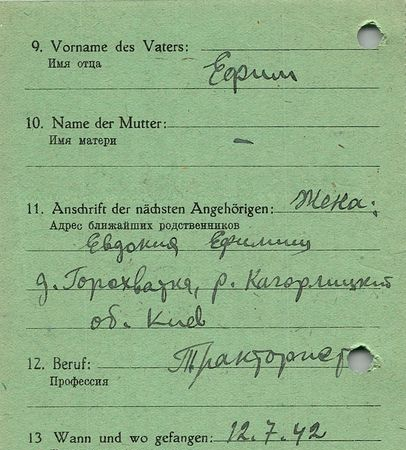 9. Vorname des Vaters:
Имя отца
Ефим
10. Name der Mutter: –
Имя матери
11. Anschrift der nächsten Angehörigen: Жена:
Адрес ближайших родственников
Евдокия
д. Горохватка, р. Кагарлицкий
об. Киев
12. Beruf: Тракторист
Профессия
13 Wann und wo gefangen: 12.7.42